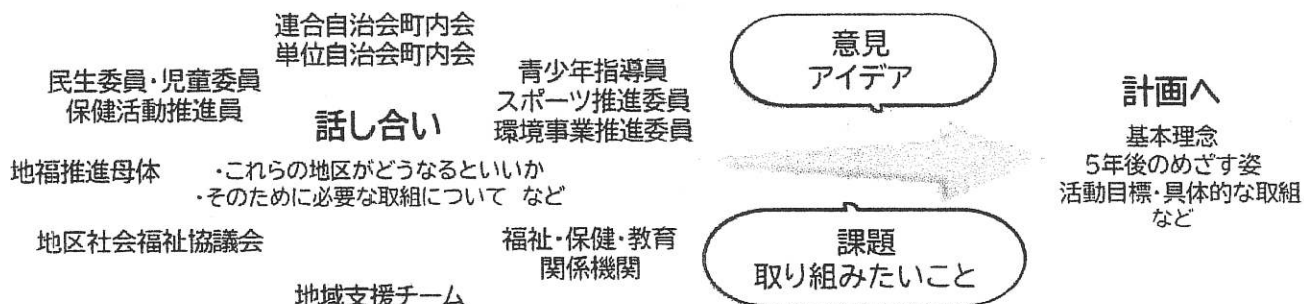 連合自治会町内会
単位自治会町内会
民生委員・児童委員
保健活動推進員
青少年指導員
スポーツ推進委員
環境事業推進委員
話し合い
地福推進母体
・これらの地区がどうなるといいか
・そのために必要な取組について など
地区社会福祉協議会
福祉・保健・教育
関係機関
地域支援チーム
意見
アイデア
課題
取り組みたいこと
計画へ
基本理念
5年後のめざす姿
活動目標・具体的な取組
など